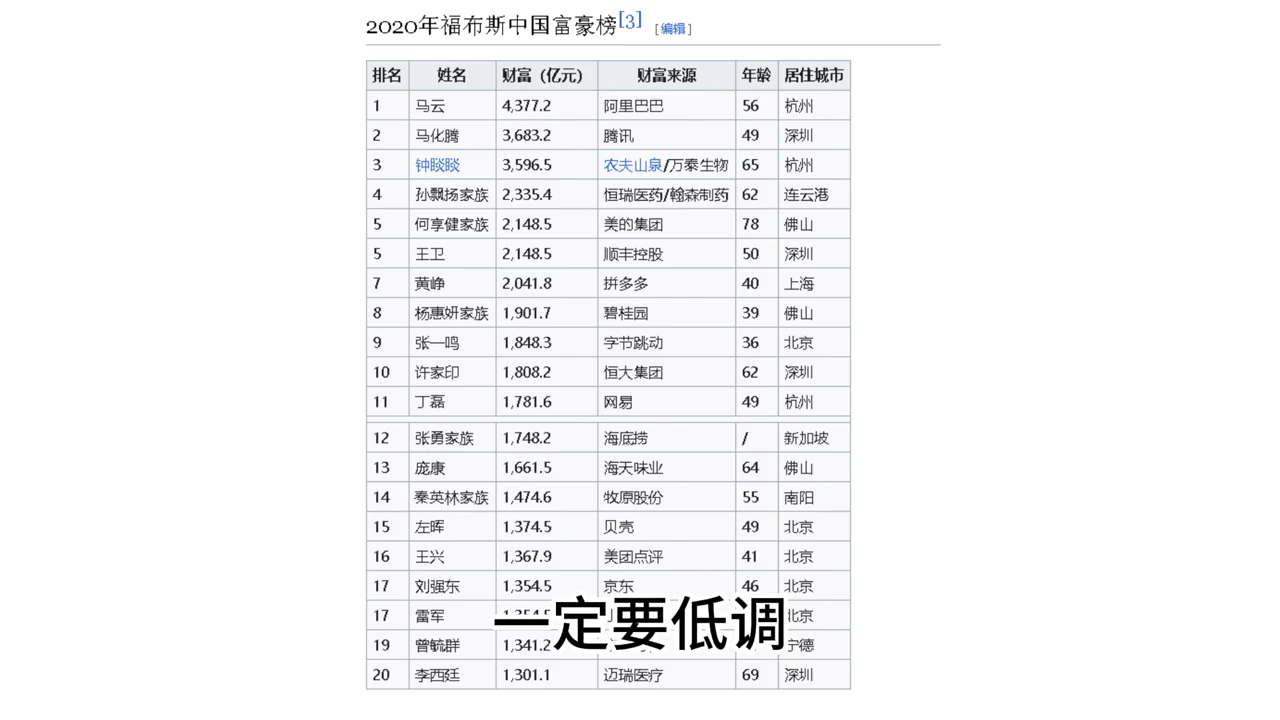 2020年福布斯中国富豪榜[3] [编辑]
排名 姓名 财富（亿元） 财富来源 年龄 居住城市
1 马云 4,377.2 阿里巴巴 56 杭州
2 马化腾 3,683.2 腾讯 49 深圳
3 钟睒睒 3,596.5 农夫山泉/万泰生物 65 杭州
4 孙飘扬家族 2,335.4 恒瑞医药/翰森制药 62 连云港
5 何享健家族 2,148.5 美的集团 78 佛山
5 王卫 2,148.5 顺丰控股 50 深圳
7 黄峥 2,041.8 拼多多 40 上海
8 杨惠妍家族 1,901.7 碧桂园 39 佛山
9 张一鸣 1,848.3 字节跳动 36 北京
10 许家印 1,808.2 恒大集团 62 深圳
11 丁磊 1,781.6 网易 49 杭州
12 张勇家族 1,748.2 海底捞 / 新加坡
13 庞康 1,661.5 海天味业 64 佛山
14 秦英林家族 1,474.6 牧原股份 55 南阳
15 左晖 1,374.5 贝壳 49 北京
16 王兴 1,367.9 美团点评 41 北京
17 刘强东 1,354.5 京东 46 北京
17 雷军 北京
一定要低调
19 曾毓群 1,341.2 宁德
20 李西廷 1,301.1 迈瑞医疗 69 深圳